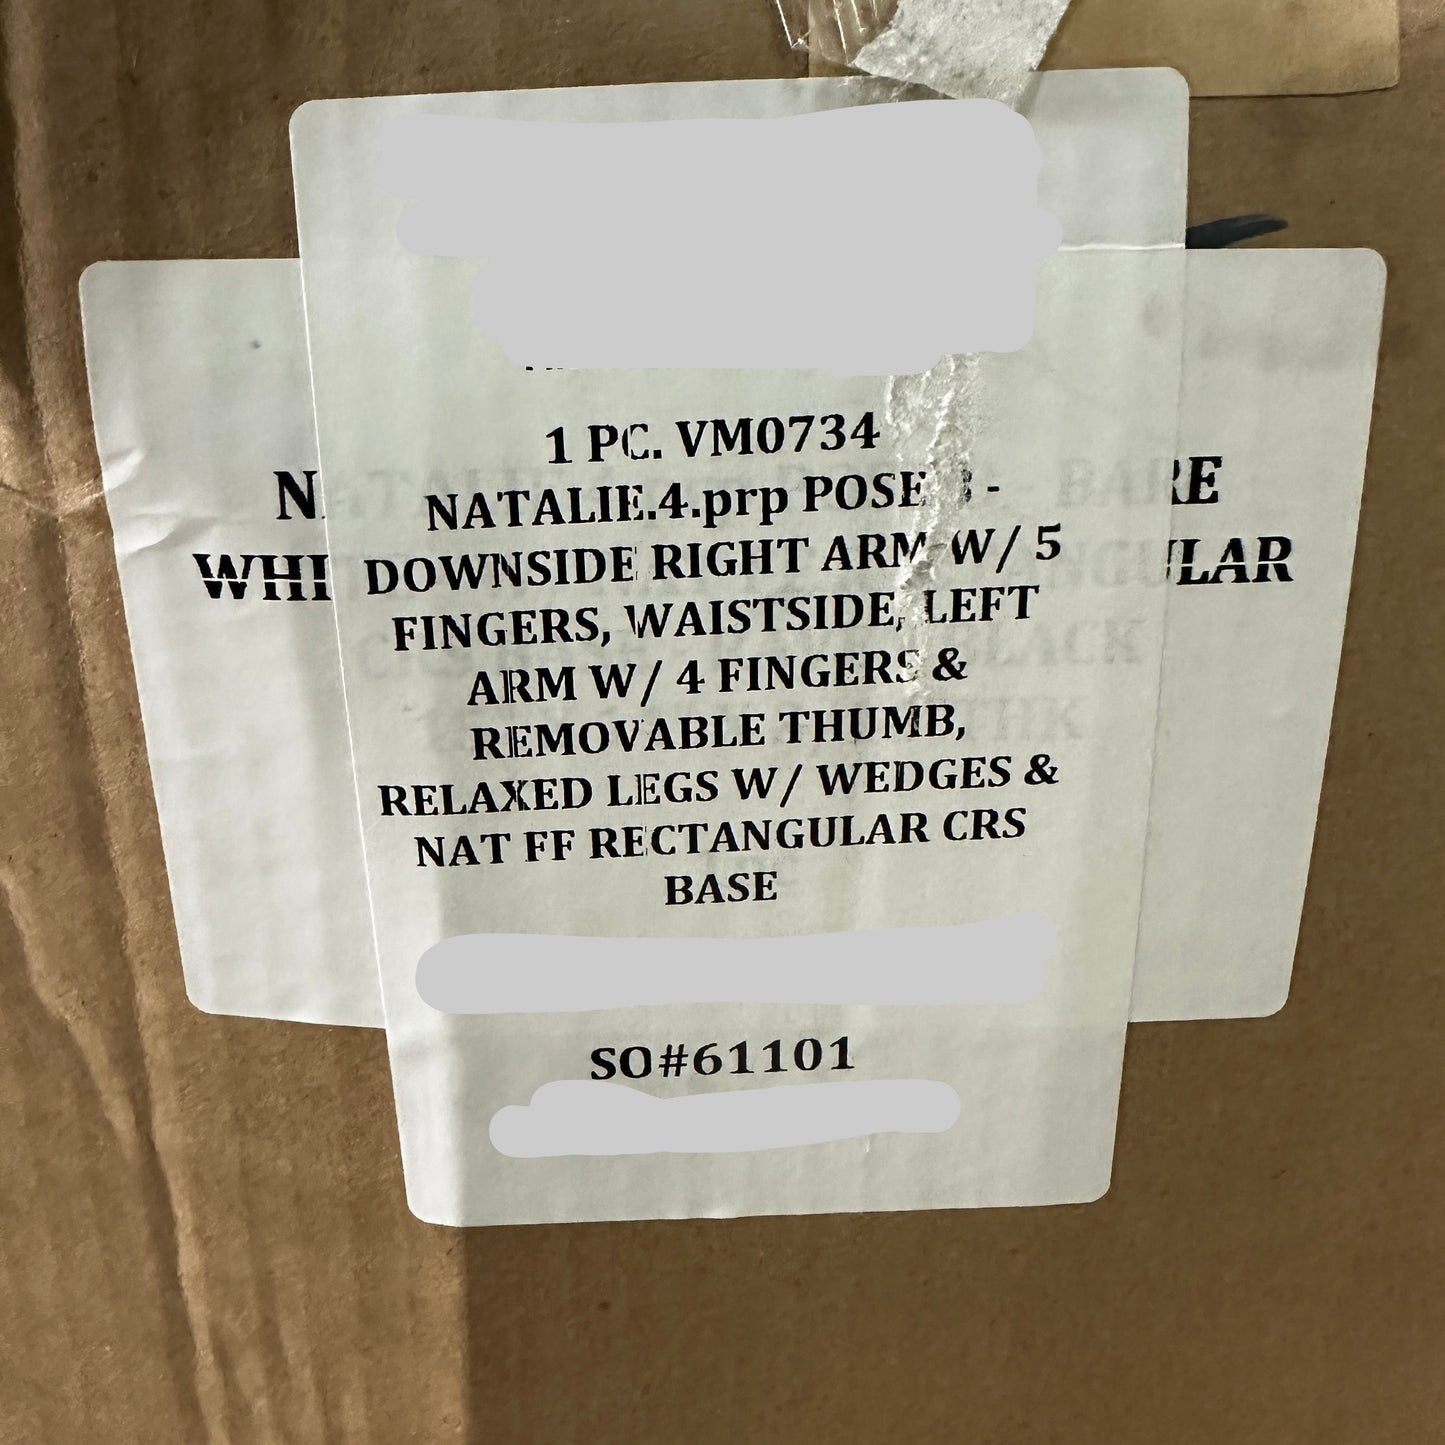 1 PC. VM0734
NATALIE.4.prp POSE -
DOWNSIDE RIGHT ARM W/ 5
FINGERS, WAISTSIDE, LEFT
ARM W/ 4 FINGERS &
REMOVABLE THUMB,
RELAXED LEGS W/ WEDGES &
NAT FF RECTANGULAR CRS
BASE
SO#61101